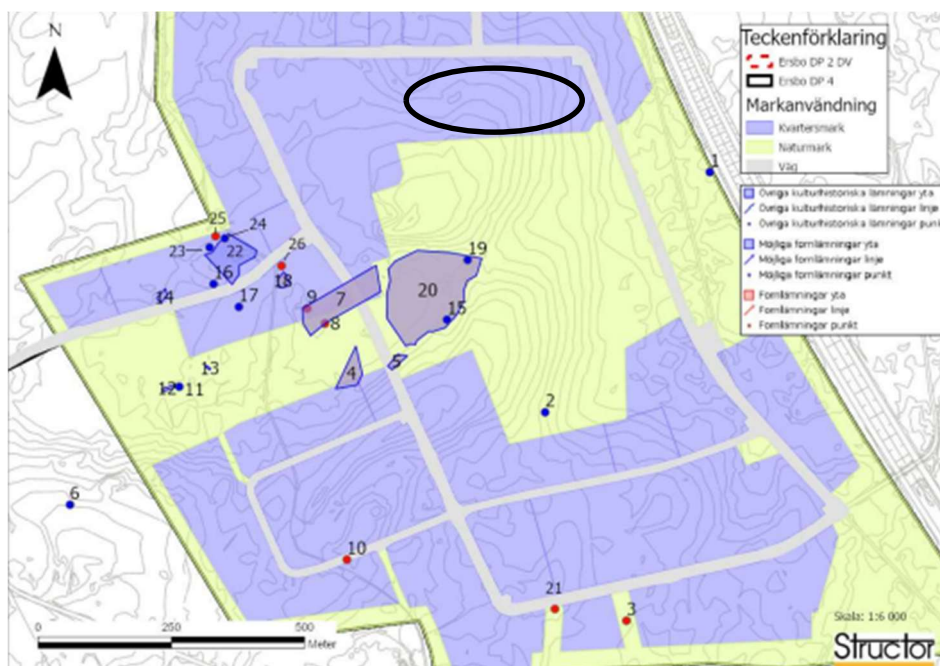 N
Teckenförklaring
Ersbo DP 2 DV
Ersbo DP 4
Markanvändning
Kvartersmark
Naturmark
Väg
Övriga kulturhistoriska lämningar yta
Övriga kulturhistoriska lämningar linje
Övriga kulturhistoriska lämningar punkt
Möjliga fornlämningar yta
Möjliga fornlämningar linje
Möjliga fornlämningar punkt
Fornlämningar yta
Fornlämningar linje
Fornlämningar punkt
1
25
24
23
22
26
19
16
18
14
17
9
7
20
8
15
5
13
4
12
11
2
6
10
21
3
0
250
500
Meter
Skala: 1:6 000
Structor